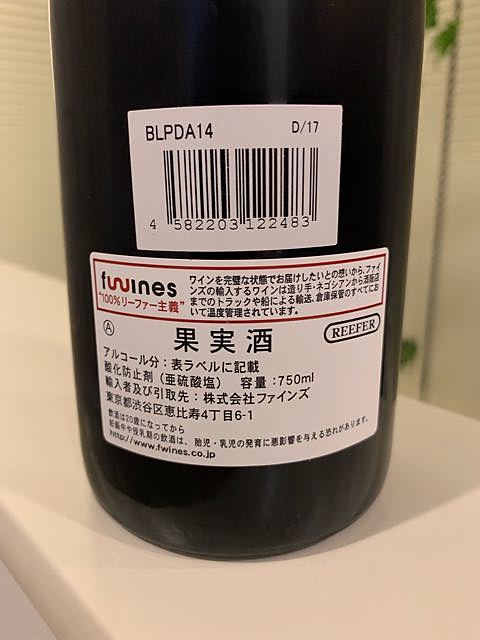 BLPDA14 D/17
4 582203 122483
fwines
"100%リーファー主義"
ワインを完璧な状態でお届けしたいとの想いから、ファイ
ンズの輸入するワインは造り手・ネゴシアンから酒販店
までのトラックや船による輸送、倉庫保管のすべてにお
いて温度管理されています。
Ⓐ 果実酒 REEFER
アルコール分：表ラベルに記載
酸化防止剤（亜硫酸塩） 容量：750ml
輸入者及び引取先：株式会社ファインズ
東京都渋谷区恵比寿4丁目6-1
飲酒は20歳になってから
妊娠中や授乳期の飲酒は、胎児・乳児の発育に悪影響を与える恐れがあります。
http://www.fwines.co.jp